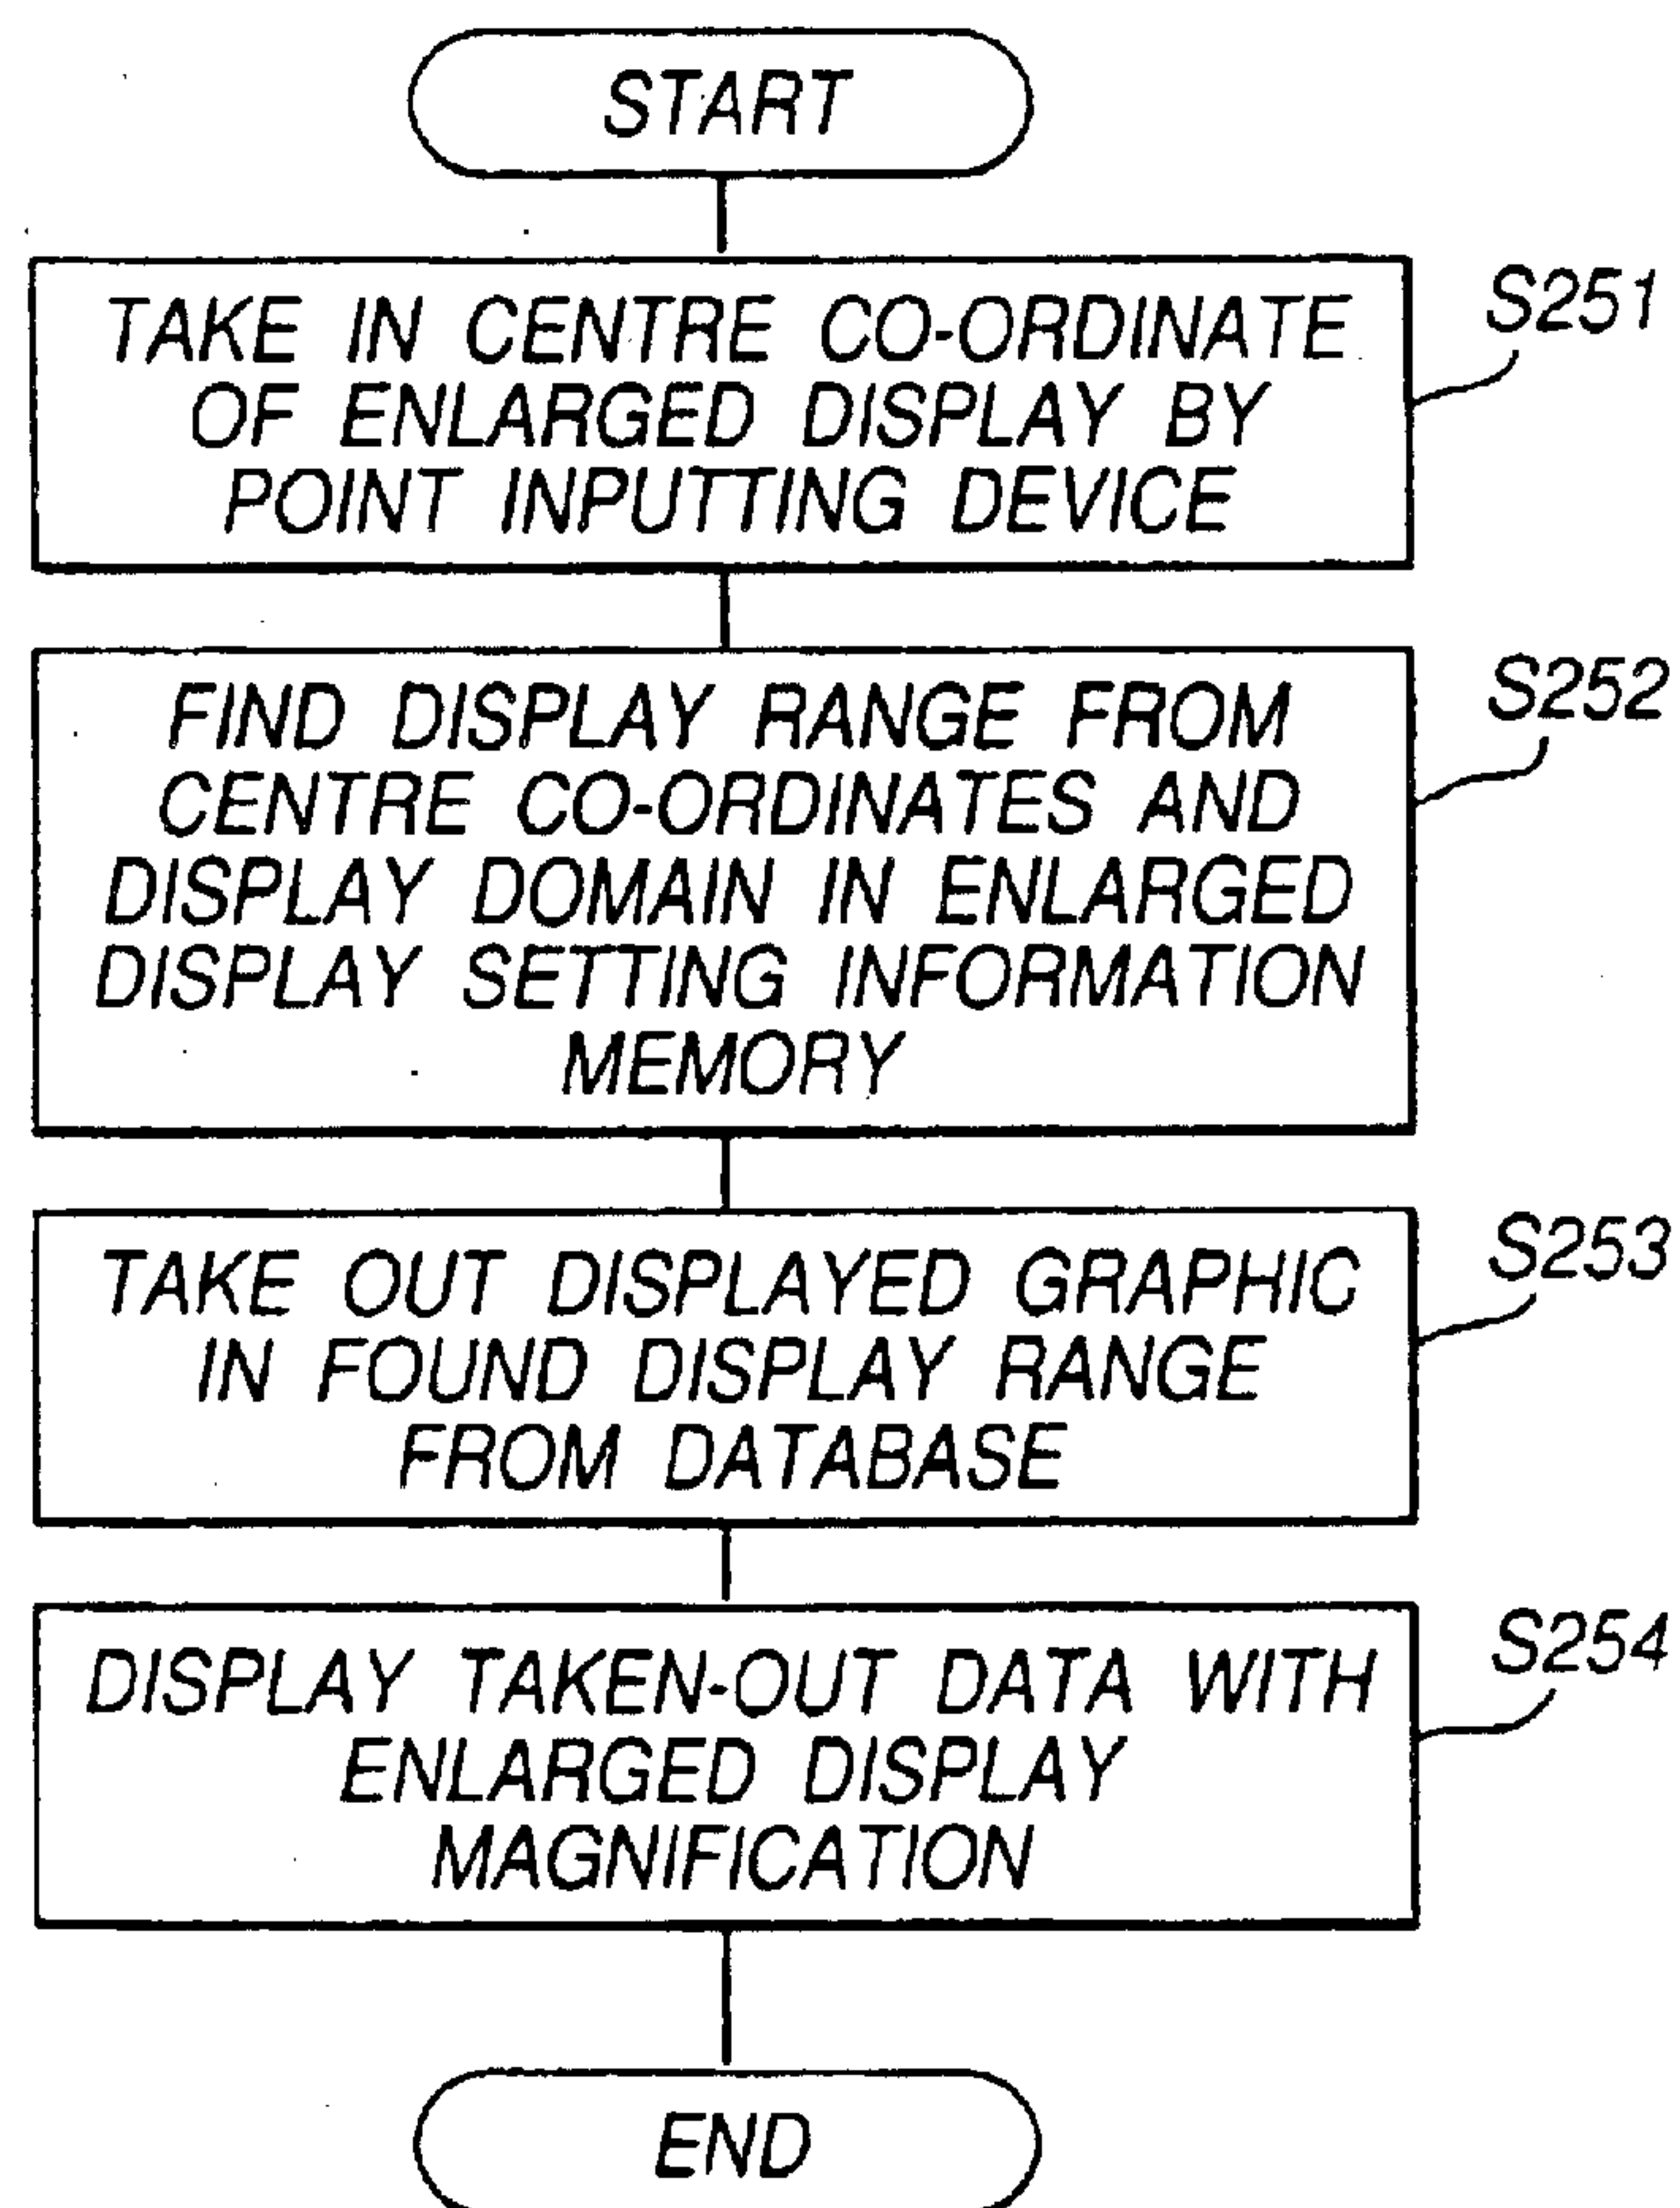 START
TAKE IN CENTRE CO-ORDINATE
OF ENLARGED DISPLAY BY
POINT INPUTTING DEVICE
S251
FIND DISPLAY RANGE FROM
CENTRE CO-ORDINATES AND
DISPLAY DOMAIN IN ENLARGED
DISPLAY SETTING INFORMATION
MEMORY
S252
TAKE OUT DISPLAYED GRAPHIC
IN FOUND DISPLAY RANGE
FROM DATABASE
S253
DISPLAY TAKEN-OUT DATA WITH
ENLARGED DISPLAY
MAGNIFICATION
S254
END